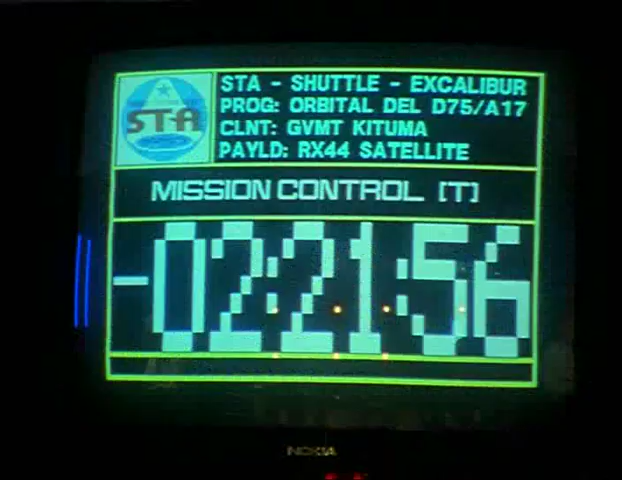 STA
STA - SHUTTLE - EXCALIBUR
PROG: ORBITAL DEL D75/A17
CLNT: GVMT KITUMA
PAYLD: RX44 SATELLITE
MISSION CONTROL [T]
-02:21:56
NOKIA